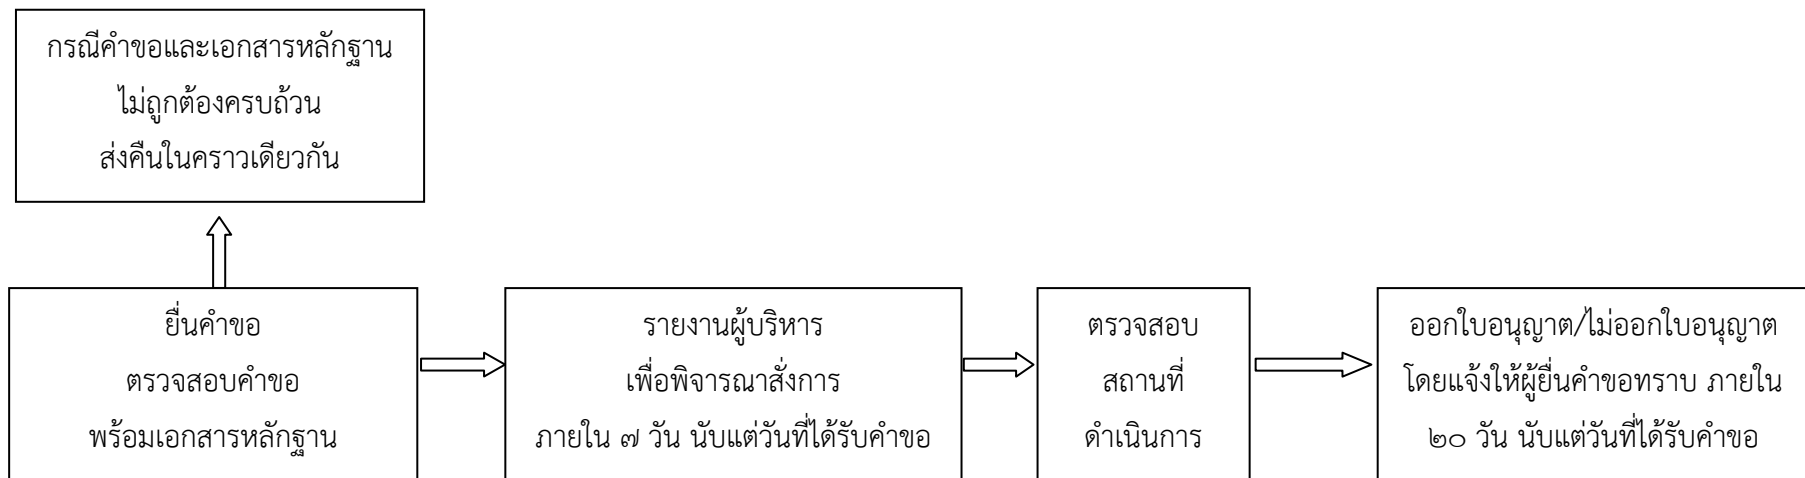 กรณีคำขอและเอกสารหลักฐาน
ไม่ถูกต้องครบถ้วน
ส่งคืนในคราวเดียวกัน
ยื่นคำขอ
ตรวจสอบคำขอ
พร้อมเอกสารหลักฐาน
รายงานผู้บริหาร
เพื่อพิจารณาสั่งการ
ภายใน ๗ วัน นับแต่วันที่ได้รับคำขอ
ตรวจสอบ
สถานที่
ดำเนินการ
ออกใบอนุญาต/ไม่ออกใบอนุญาต
โดยแจ้งให้ผู้ยื่นคำขอทราบ ภายใน
๒๐ วัน นับแต่วันที่ได้รับคำขอ